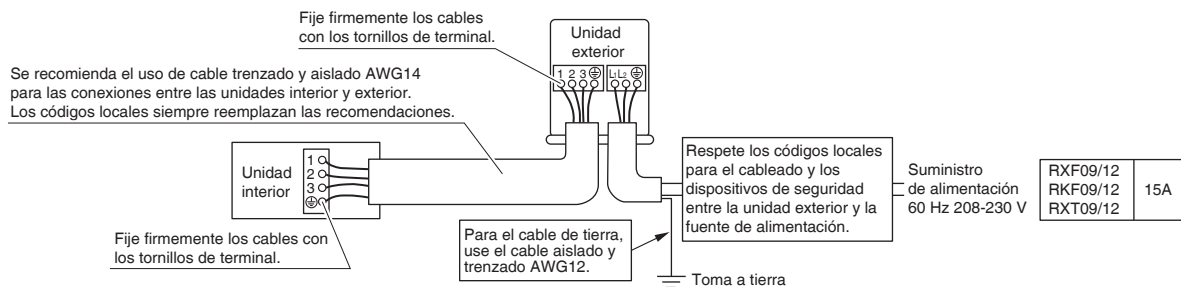 Fije firmemente los cables
con los tornillos de terminal.
Unidad
exterior
1 2 3
L1 L2
Se recomienda el uso de cable trenzado y aislado AWG14
para las conexiones entre las unidades interior y exterior.
Los códigos locales siempre reemplazan las recomendaciones.
Unidad
interior
1
2
3
Fije firmemente los cables con
los tornillos de terminal.
Respete los códigos locales
para el cableado y los
dispositivos de seguridad
entre la unidad exterior y la
fuente de alimentación.
Suministro
de alimentación
60 Hz 208-230 V
RXF09/12
RKF09/12
RXT09/12
15A
Para el cable de tierra,
use el cable aislado y
trenzado AWG12.
Toma a tierra